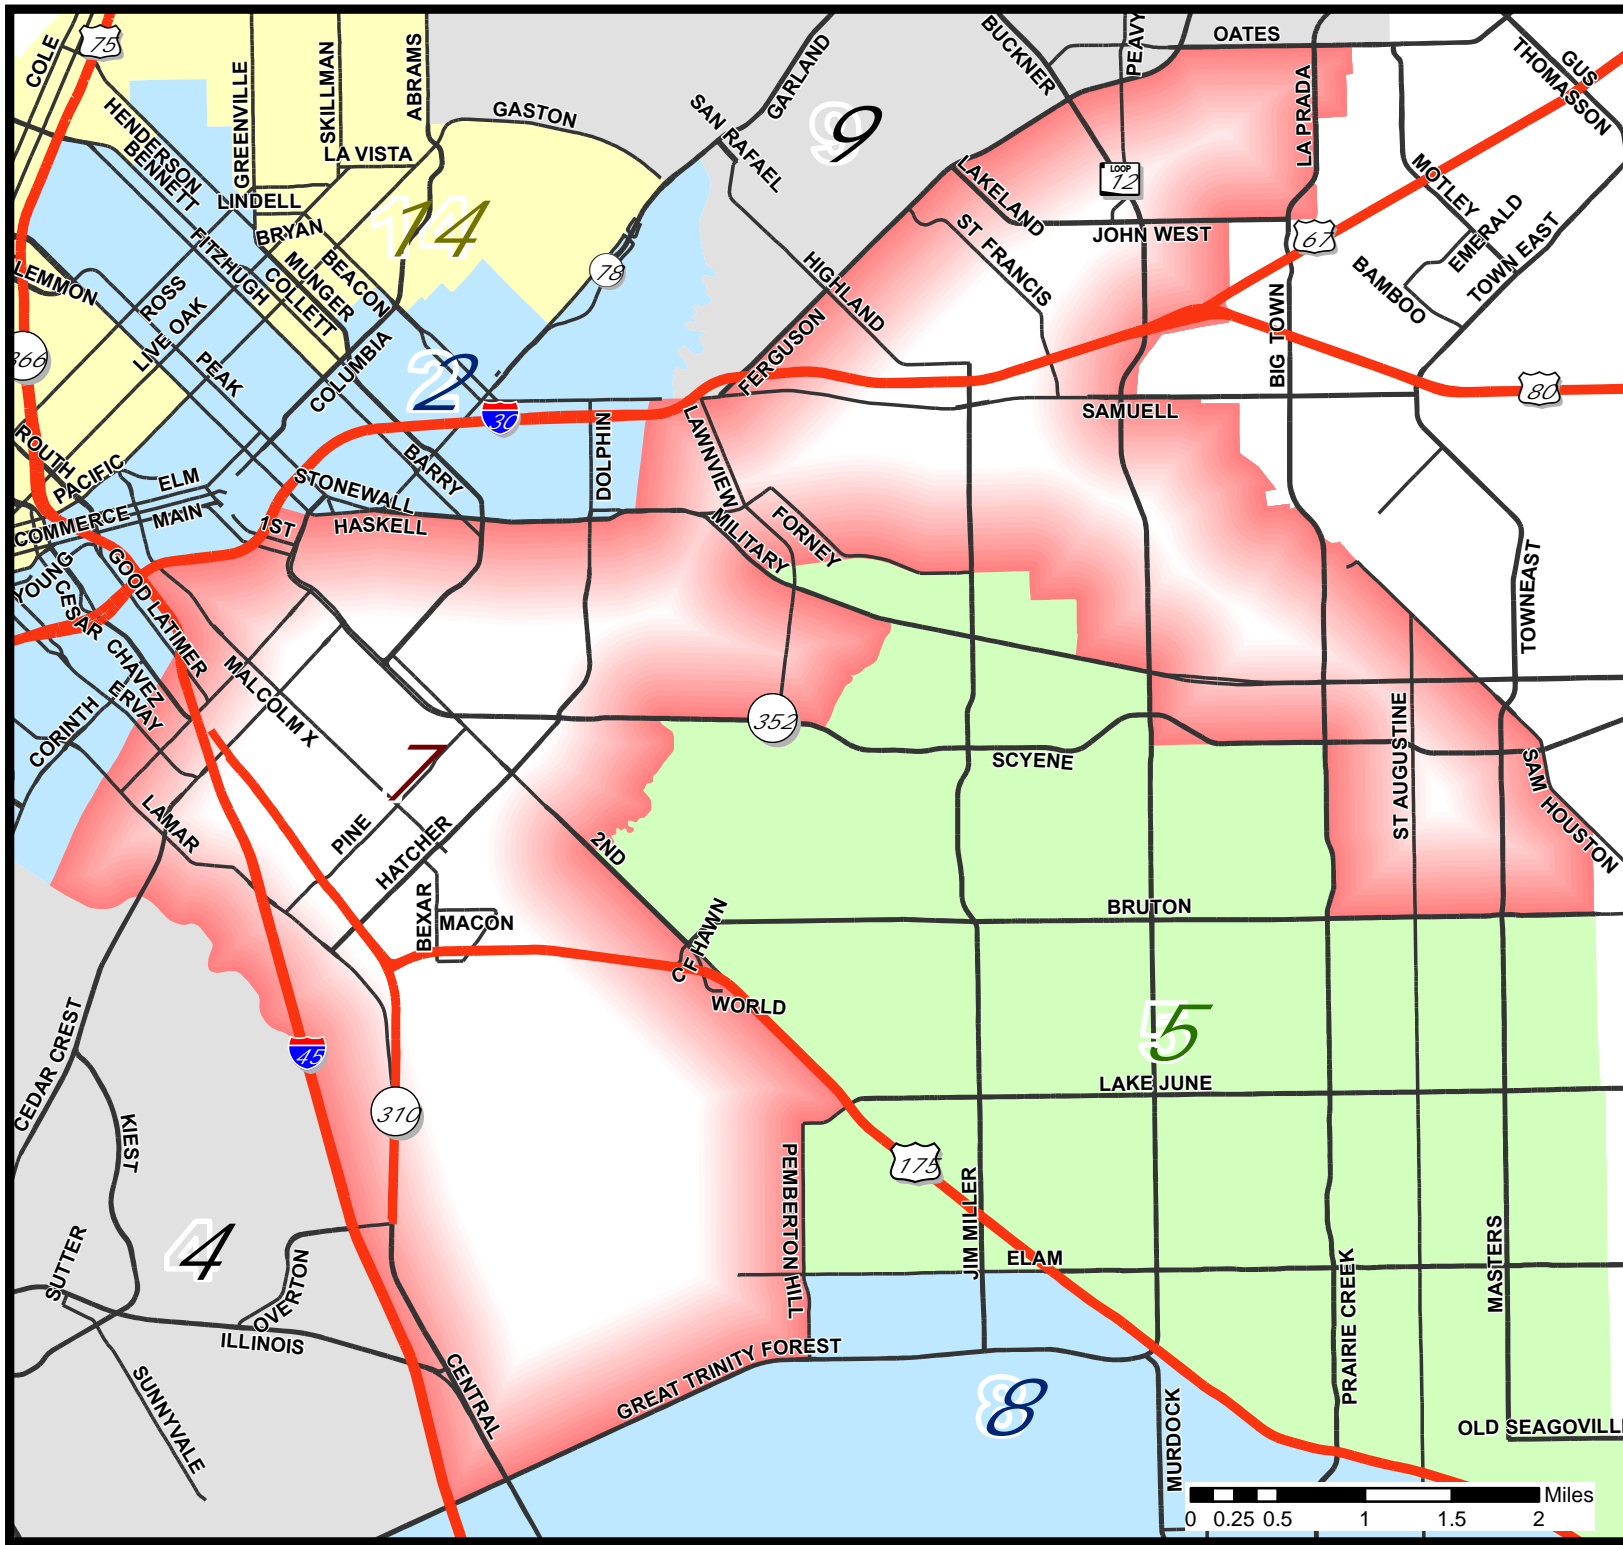 COLE
75
HENDERSON
BENNETT
GREENVILLE
SKILLMAN
ABRAMS
GASTON
LA VISTA
LINDELL
BRYAN
14
GARLAND
SAN RAFAEL
9
BUCKNER
PEAVY
OATES
LA PRADA
GUS
THOMASSON
LOOP
12
LAKELAND
ST. FRANCIS
JOHN WEST
67
MOTLEY
EMERALD
TOWN EAST
BAMBOO
BIG TOWN
80
HIGHLAND
FERGUSON
78
LEMMON
ROSS
LIVE OAK
FITZHUGH
COLLETT
MUNGER
BEACON
PEAK
COLUMBIA
366
2
30
SAMUELL
LAWNVIEW
DOLPHIN
BARRY
STONEWALL
HASKELL
ROUTH
PACIFIC
ELM
MAIN
COMMERCE
1ST
YOUNG
CESAR CHAVEZ
GOOD LATIMER
MILITARY
FORNEY
TOWNEAST
CORINTH
ERVAY
MALCOLM X
352
SCYENE
ST AUGUSTINE
SAM HOUSTON
7
LAMAR
PINE
HATCHER
2ND
BEXAR
MACON
C F HAWN
WORLD
BRUTON
5
CEDAR CREST
45
LAKE JUNE
310
KIEST
175
PEMBERTON HILL
JIM MILLER
ELAM
PRAIRIE CREEK
MASTERS
4
SUTTER
OVERTON
ILLINOIS
SUNNYVALE
CENTRAL
GREAT TRINITY FOREST
8
MURDOCK
OLD SEAGOVILL
Miles
0 0.25 0.5 1 1.5 2